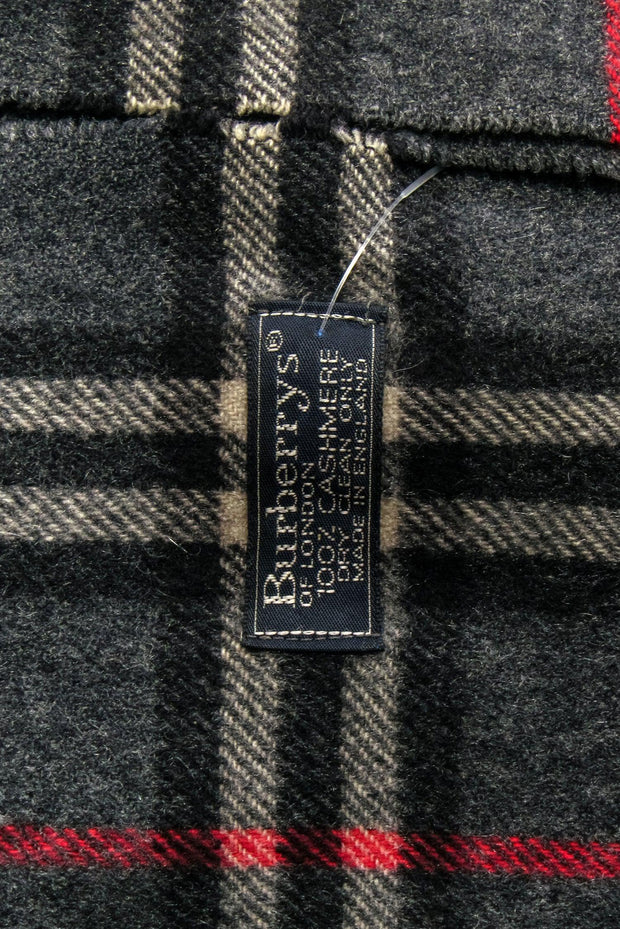 Burberrys®
OF LONDON
100% CASHMERE
DRY CLEAN ONLY
MADE IN ENGLAND